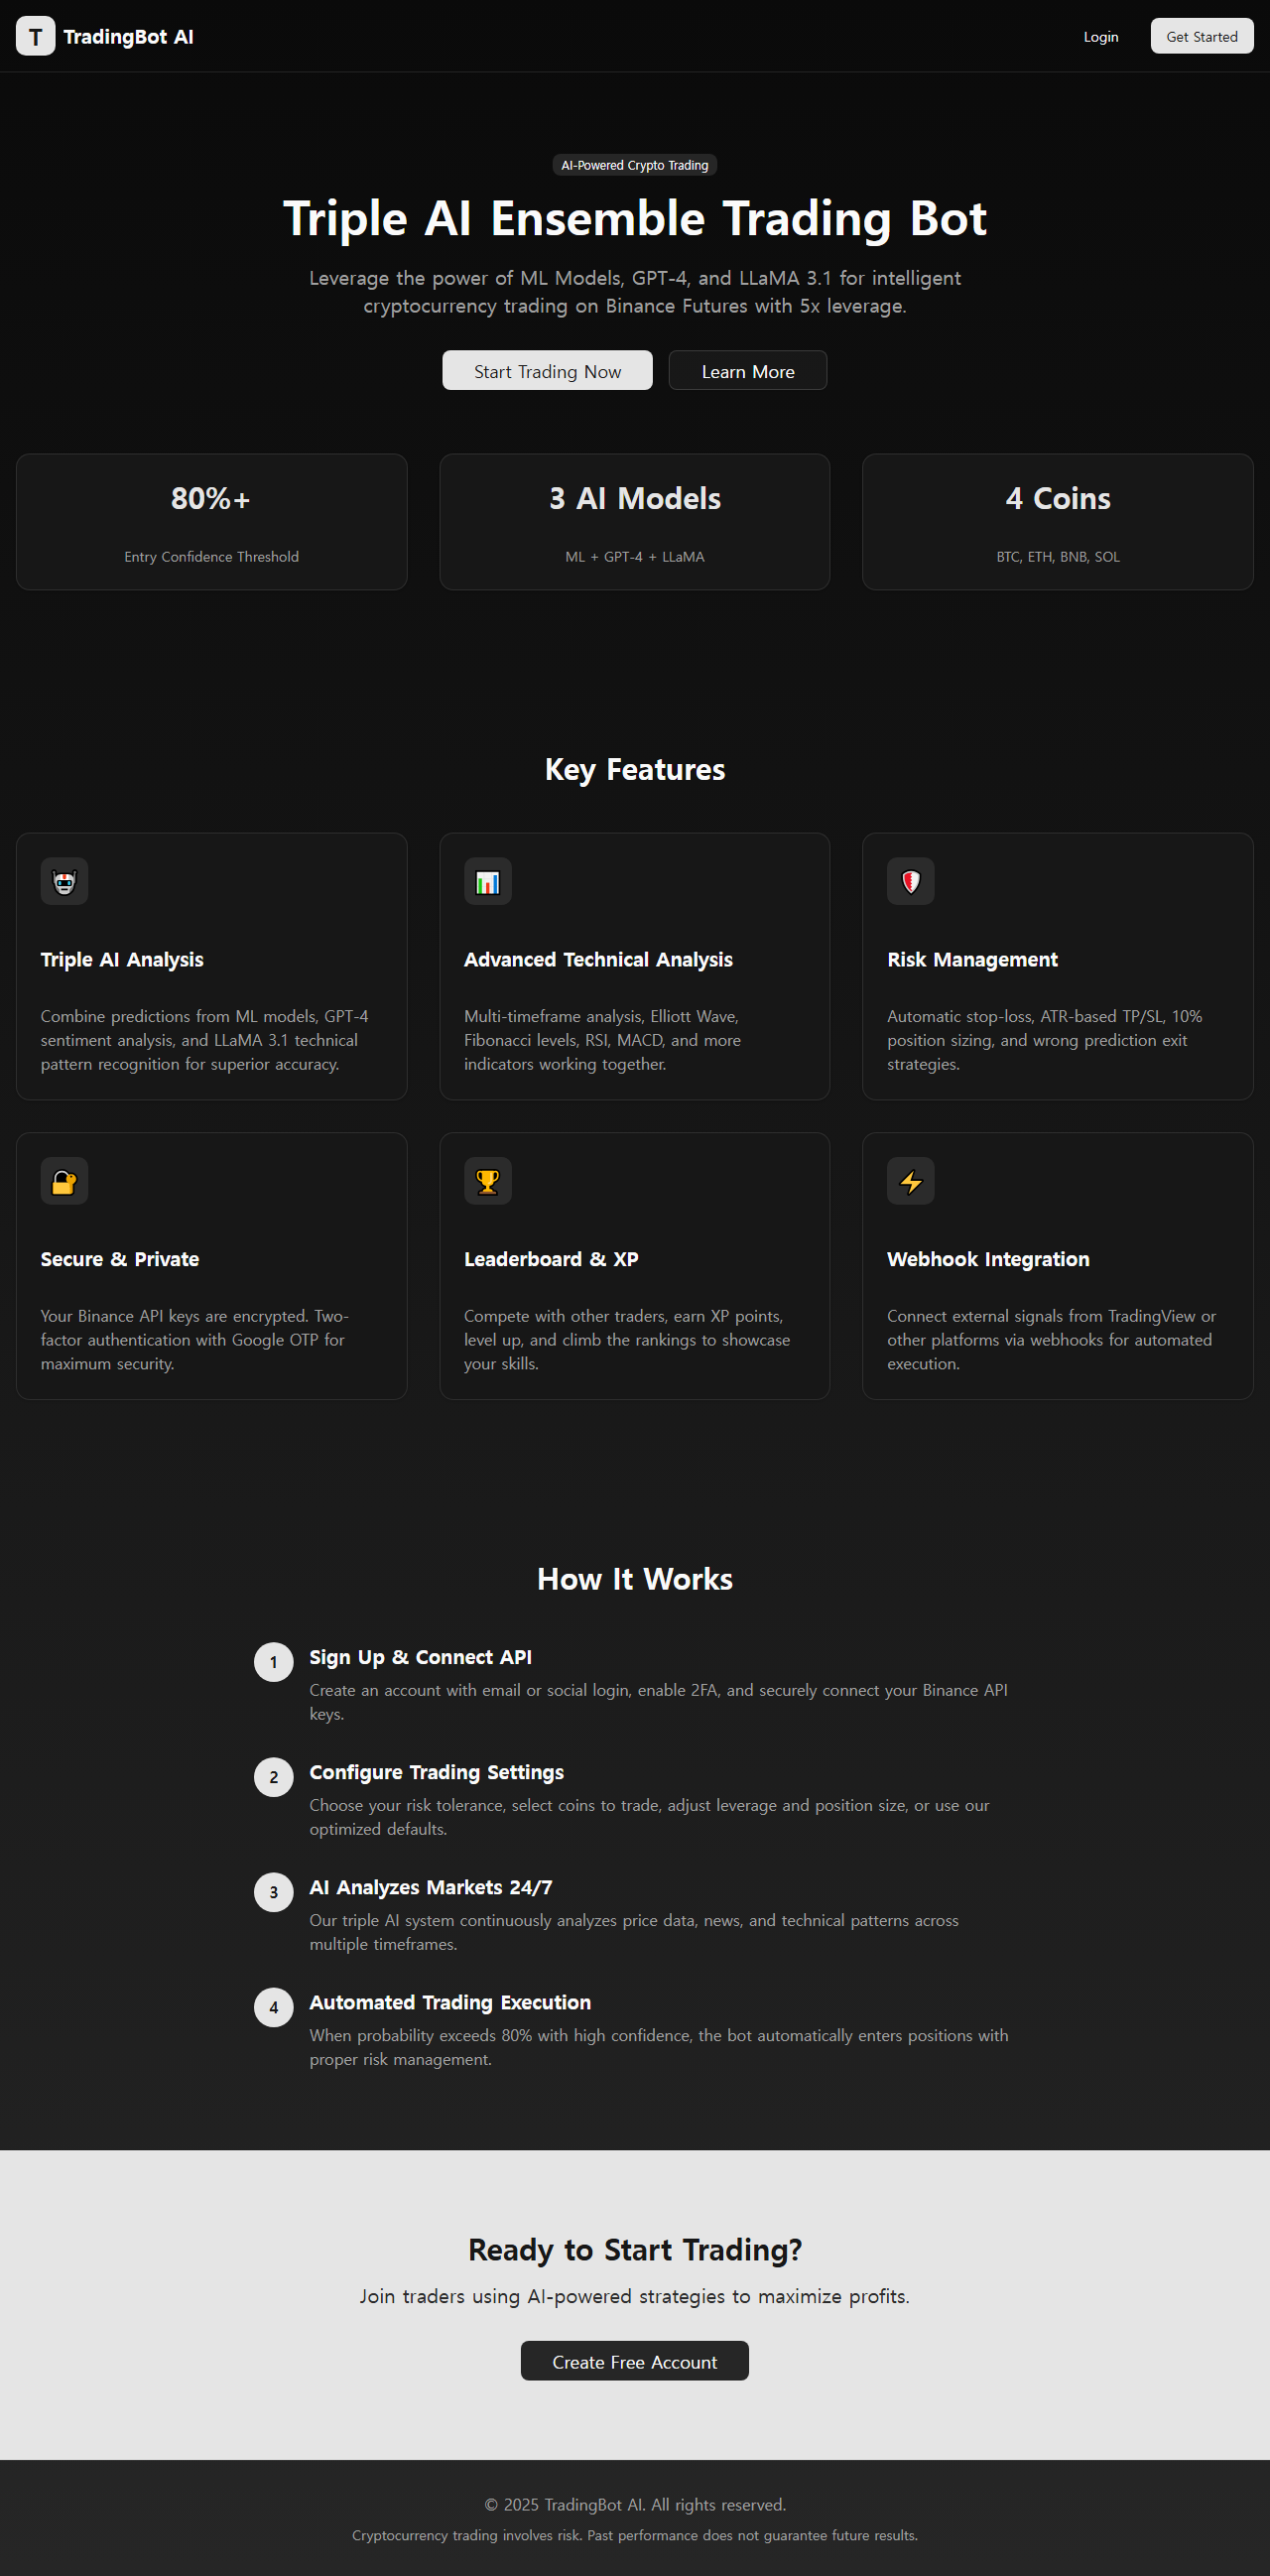 T TradingBot AI
Login
Get Started
AI-Powered Crypto Trading
Triple AI Ensemble Trading Bot
Leverage the power of ML Models, GPT-4, and LLaMA 3.1 for intelligent
cryptocurrency trading on Binance Futures with 5x leverage.
Start Trading Now
Learn More
80%+
Entry Confidence Threshold
3 AI Models
ML + GPT-4 + LLaMA
4 Coins
BTC, ETH, BNB, SOL
Key Features
Triple AI Analysis
Combine predictions from ML models, GPT-4
sentiment analysis, and LLaMA 3.1 technical
pattern recognition for superior accuracy.
Advanced Technical Analysis
Multi-timeframe analysis, Elliott Wave,
Fibonacci levels, RSI, MACD, and more
indicators working together.
Risk Management
Automatic stop-loss, ATR-based TP/SL, 10%
position sizing, and wrong prediction exit
strategies.
Secure & Private
Your Binance API keys are encrypted. Two-
factor authentication with Google OTP for
maximum security.
Leaderboard & XP
Compete with other traders, earn XP points,
level up, and climb the rankings to showcase
your skills.
Webhook Integration
Connect external signals from TradingView or
other platforms via webhooks for automated
execution.
How It Works
1
Sign Up & Connect API
Create an account with email or social login, enable 2FA, and securely connect your Binance API
keys.
2
Configure Trading Settings
Choose your risk tolerance, select coins to trade, adjust leverage and position size, or use our
optimized defaults.
3
AI Analyzes Markets 24/7
Our triple AI system continuously analyzes price data, news, and technical patterns across
multiple timeframes.
4
Automated Trading Execution
When probability exceeds 80% with high confidence, the bot automatically enters positions with
proper risk management.
Ready to Start Trading?
Join traders using AI-powered strategies to maximize profits.
Create Free Account
© 2025 TradingBot AI. All rights reserved.
Cryptocurrency trading involves risk. Past performance does not guarantee future results.